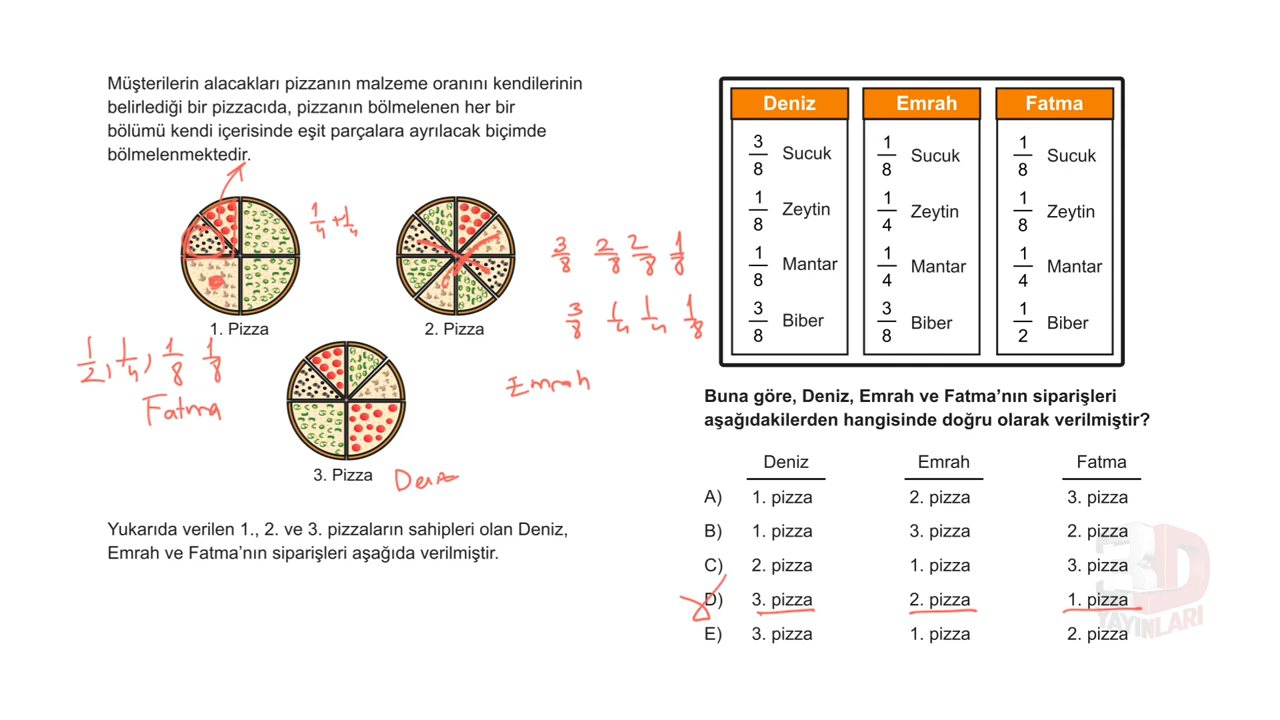 Müşterilerin alacakları pizzanın malzeme oranını kendilerinin
belirlediği bir pizzacıda, pizzanın bölmelenen her bir
bölümü kendi içerisinde eşit parçalara ayrılacak biçimde
bölmelenmektedir.
1/4 + 1/4
1. Pizza
2. Pizza
3/8 2/8 2/8 1/8
3/8 1/4 1/4 1/8
1/2, 1/4, 1/8 1/8
Fatma
Emrah
3. Pizza
Yukarıda verilen 1., 2. ve 3. pizzaların sahipleri olan Deniz,
Emrah ve Fatma’nın siparişleri aşağıda verilmiştir.
Deniz Emrah Fatma
3/8 Sucuk 1/8 Sucuk 1/8 Sucuk
1/8 Zeytin 1/4 Zeytin 1/8 Zeytin
1/8 Mantar 1/4 Mantar 1/4 Mantar
3/8 Biber 3/8 Biber 1/2 Biber
Buna göre, Deniz, Emrah ve Fatma’nın siparişleri
aşağıdakilerden hangisinde doğru olarak verilmiştir?
Deniz Emrah Fatma
A) 1. pizza 2. pizza 3. pizza
B) 1. pizza 3. pizza 2. pizza
C) 2. pizza 1. pizza 3. pizza
D) 3. pizza 2. pizza 1. pizza
E) 3. pizza 1. pizza 2. pizza
3D
YAYINLARI